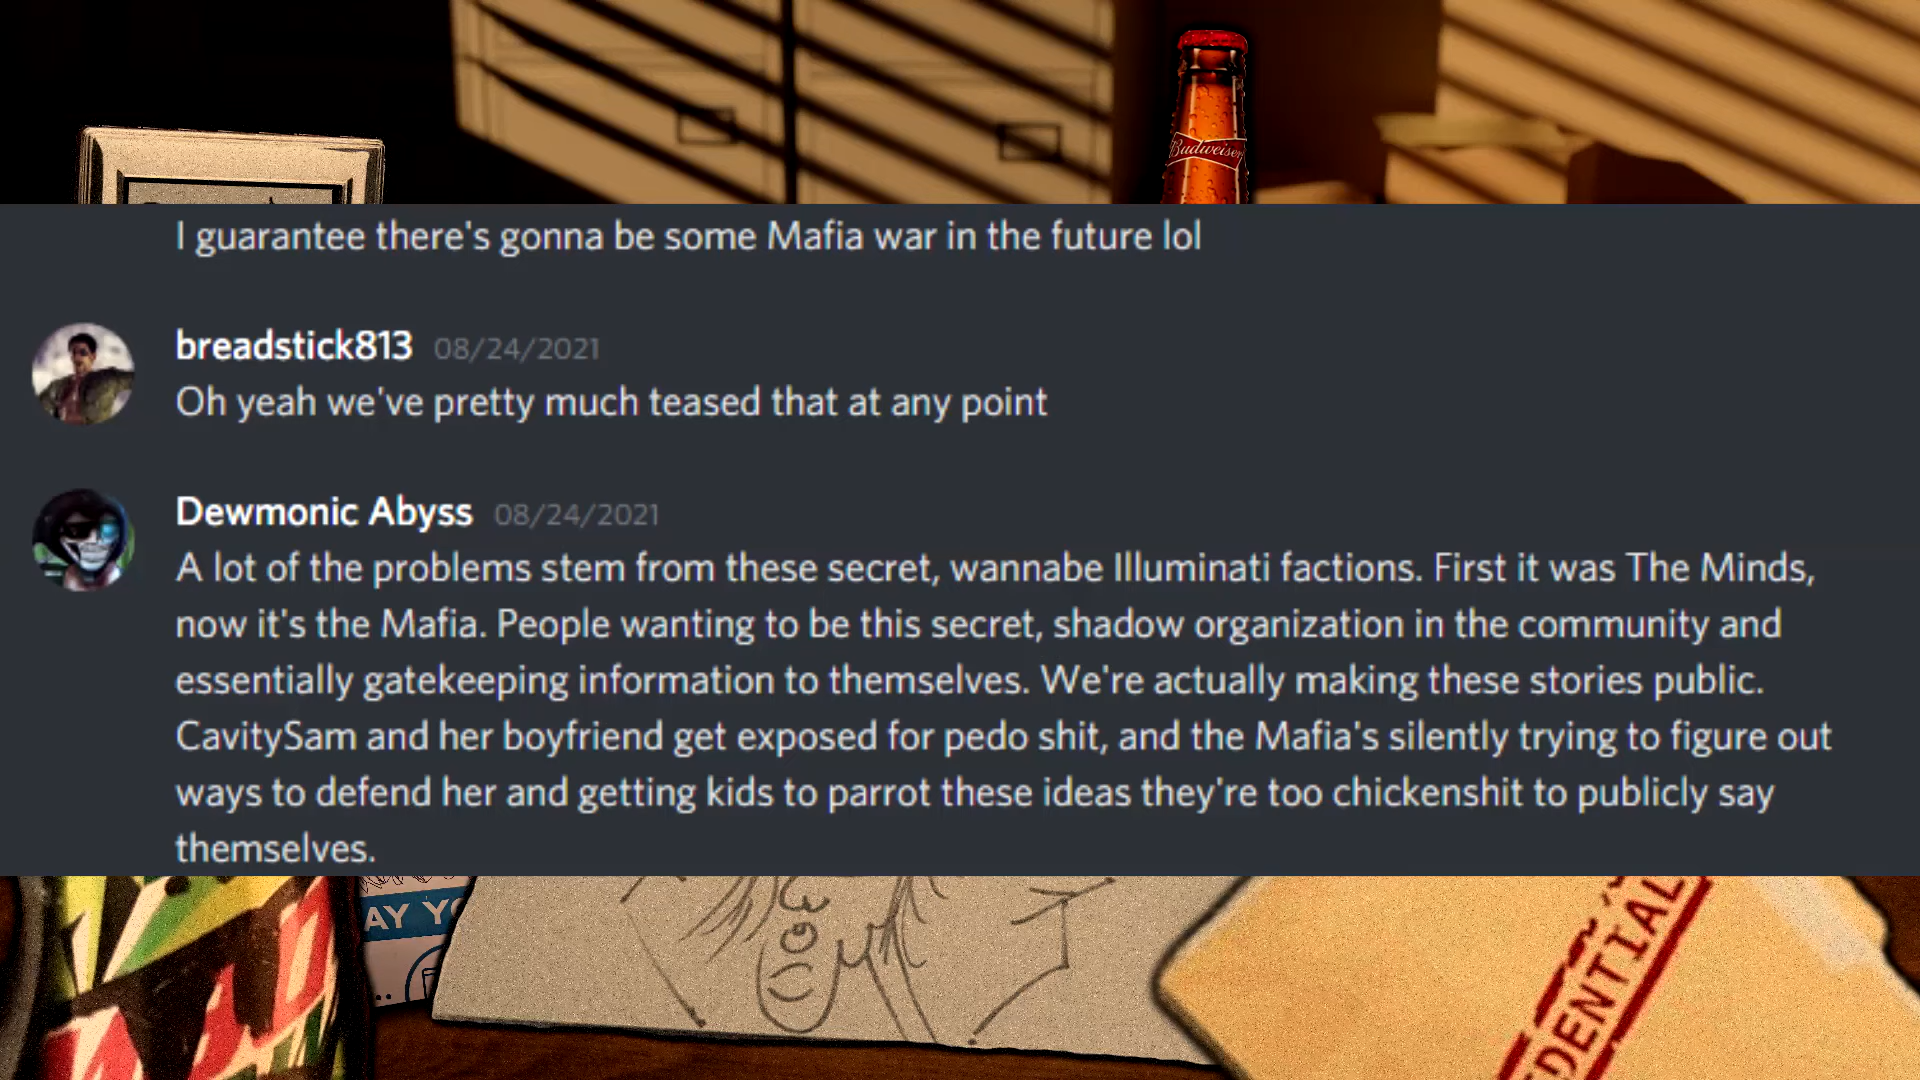 Budweiser
I guarantee there's gonna be some Mafia war in the future lol
breadstick813 08/24/2021
Oh yeah we've pretty much teased that at any point
Dewmonic Abyss 08/24/2021
A lot of the problems stem from these secret, wannabe Illuminati factions. First it was The Minds,
now it's the Mafia. People wanting to be this secret, shadow organization in the community and
essentially gatekeeping information to themselves. We're actually making these stories public.
CavitySam and her boyfriend get exposed for pedo shit, and the Mafia's silently trying to figure out
ways to defend her and getting kids to parrot these ideas they're too chickenshit to publicly say
themselves.
AY YO
DENTIAL